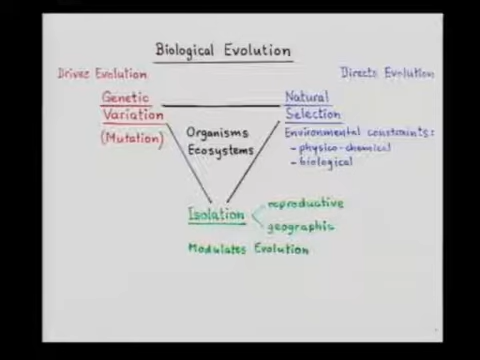 Biological Evolution
Drives Evolution
Directs Evolution
Genetic
Variation
(Mutation)
Natural
Selection
Organisms
Ecosystems
Environmental constraints:
- physico-chemical
- biological
Isolation
reproductive
geographic
Modulates Evolution